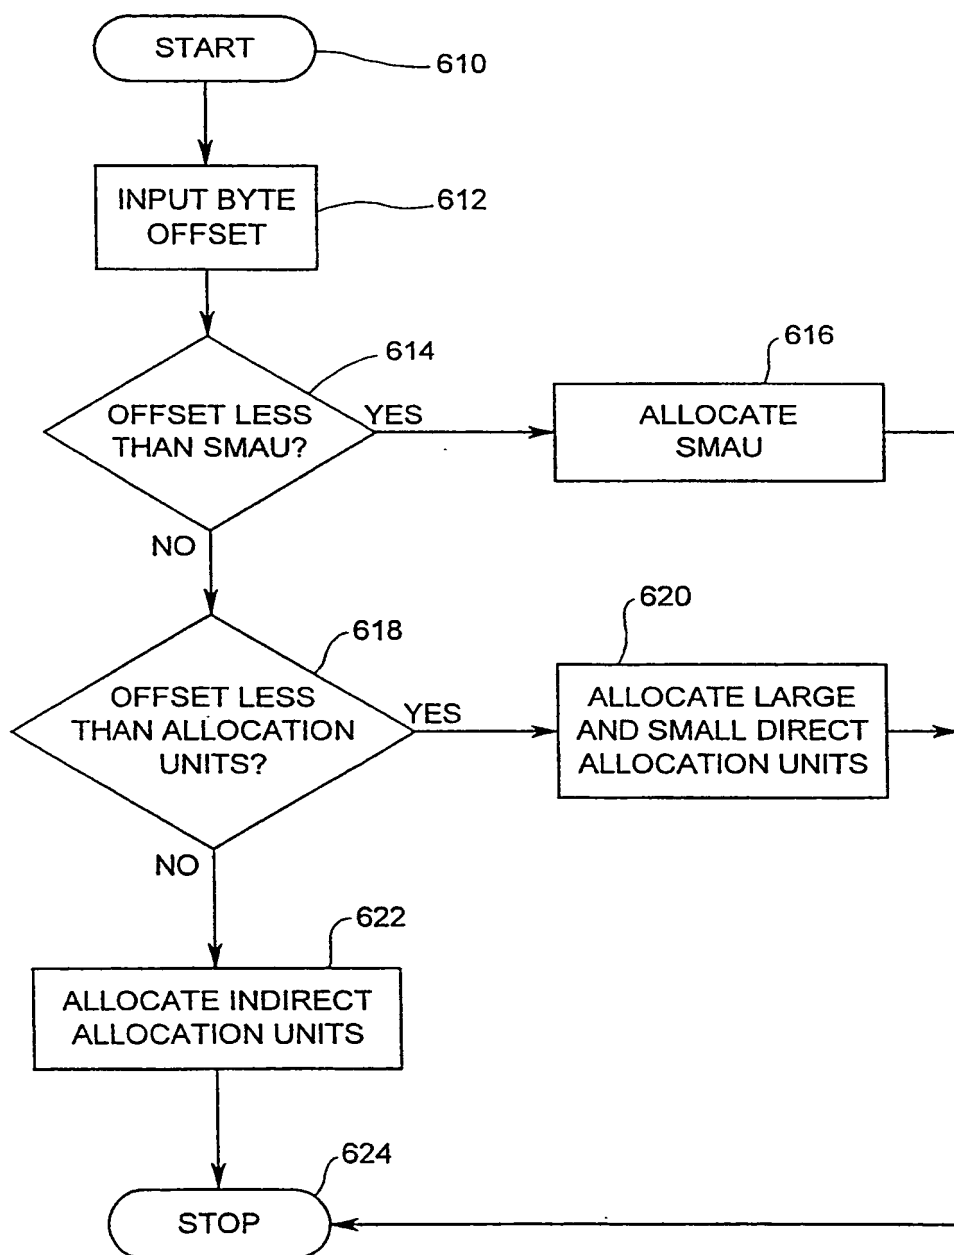 START
610
INPUT BYTE
OFFSET
612
614
OFFSET LESS
THAN SMAU?
YES
616
ALLOCATE
SMAU
NO
618
OFFSET LESS
THAN ALLOCATION
UNITS?
YES
620
ALLOCATE LARGE
AND SMALL DIRECT
ALLOCATION UNITS
NO
622
ALLOCATE INDIRECT
ALLOCATION UNITS
624
STOP